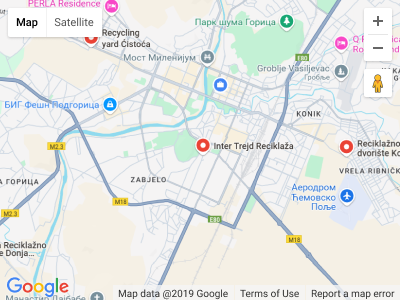 PERLA Residence
Map
Satellite
Recycling
yard Čistoća
Парк шума Горица
Мост Миленијум
Groblje Vasiljevac
Гробље
БИГ Фешн Подгорица
KONIK
M2.3
Inter Trejd Reciklaža
Reciklažno
dvorište Ko
VRELA RIBNIČK
ZABJELO
А ГОРИЦА
Аеродром
Ћемовско
Поље
M18
E80
M2.3
E80
M18
Reciklažno
e Donja...
Манастир Дајбабе
Google
Map data @2019 Google
Terms of Use
Report a map error